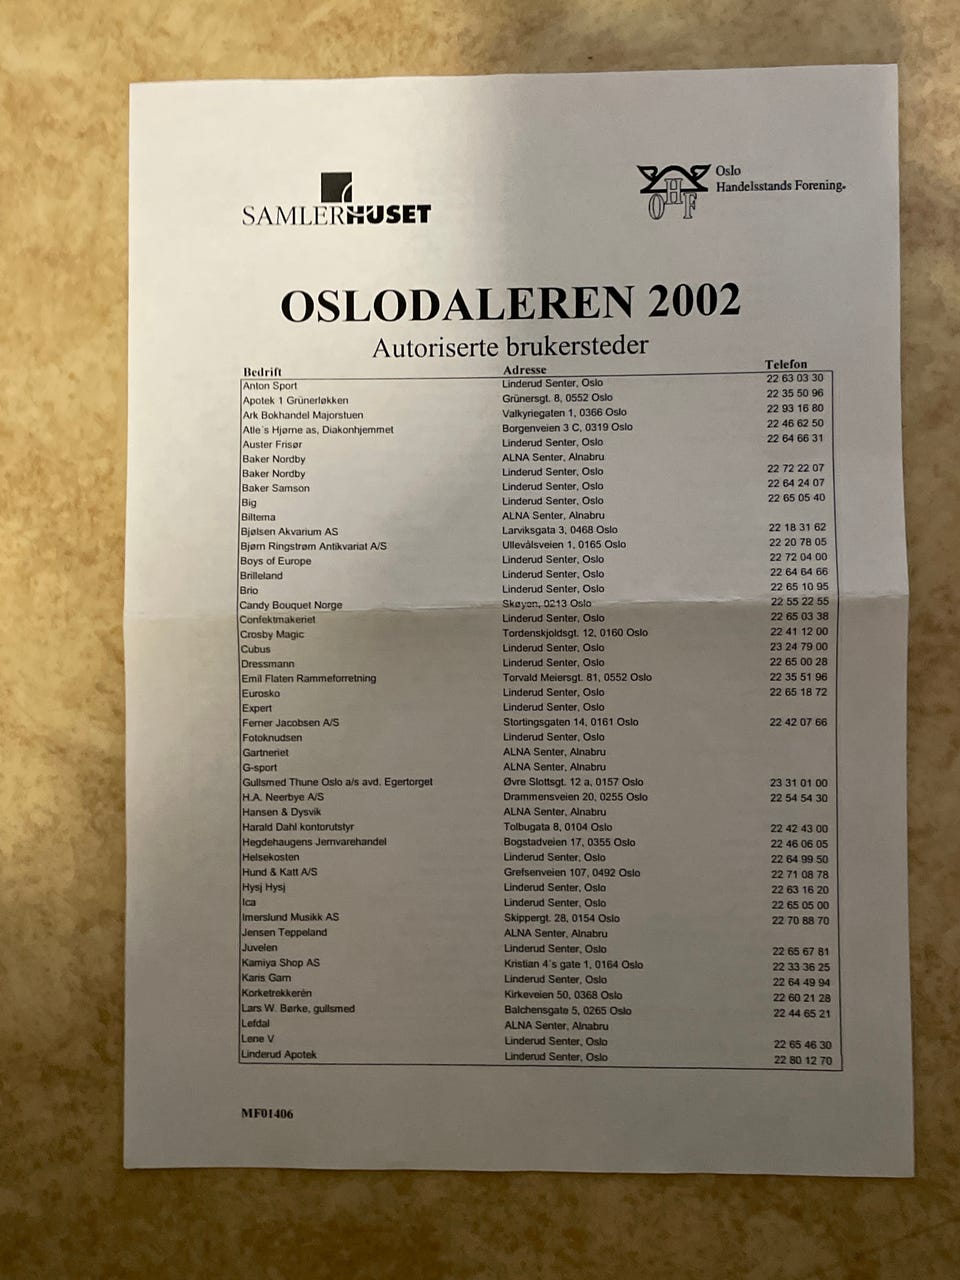 SAMLERHUSET
Oslo
Handelsstands Forening.
OHF
OSLODALEREN 2002
Autoriserte brukersteder
Bedrift Adresse Telefon
Anton Sport Linderud Senter, Oslo 22 63 03 30
Apotek 1 Grünerløkken Grünersgt. 8, 0552 Oslo 22 35 50 96
Ark Bokhandel Majorstuen Valkyriegaten 1, 0366 Oslo 22 93 16 80
Atle´s Hjørne as, Diakonhjemmet Borgenveien 3 C, 0319 Oslo 22 46 62 50
Auster Frisør Linderud Senter, Oslo 22 64 66 31
Baker Nordby ALNA Senter, Alnabru
Baker Nordby Linderud Senter, Oslo 22 72 22 07
Baker Samson Linderud Senter, Oslo 22 64 24 07
Big Linderud Senter, Oslo 22 65 05 40
Biltema ALNA Senter, Alnabru
Bjølsen Akvarium AS Larviksgata 3, 0468 Oslo 22 18 31 62
Bjørn Ringstrøm Antikvariat A/S Ullevålsveien 1, 0165 Oslo 22 20 78 05
Boys of Europe Linderud Senter, Oslo 22 72 04 00
Brilleland Linderud Senter, Oslo 22 64 64 66
Brio Linderud Senter, Oslo 22 65 10 95
Candy Bouquet Norge Skøyen, 0213 Oslo 22 55 22 55
Confektmakeriet Linderud Senter, Oslo 22 65 03 38
Crosby Magic Tordenskjoldsgt. 12, 0160 Oslo 22 41 12 00
Cubus Linderud Senter, Oslo 23 24 79 00
Dressmann Linderud Senter, Oslo 22 65 00 28
Emil Flaten Rammeforretning Torvald Meiersgt. 81, 0552 Oslo 22 35 51 96
Eurosko Linderud Senter, Oslo 22 65 18 72
Expert Linderud Senter, Oslo
Ferner Jacobsen A/S Stortingsgaten 14, 0161 Oslo 22 42 07 66
Fotoknudsen Linderud Senter, Oslo
Gartneriet ALNA Senter, Alnabru
G-sport ALNA Senter, Alnabru
Gullsmed Thune Oslo a/s avd. Egertorget Øvre Slottsgt. 12 a, 0157 Oslo 23 31 01 00
H.A. Neerbye A/S Drammensveien 20, 0255 Oslo 22 54 54 30
Hansen & Dysvik ALNA Senter, Alnabru
Harald Dahl kontorutstyr Tolbugata 8, 0104 Oslo 22 42 43 00
Hegdehaugens Jernvarehandel Bogstadveien 17, 0355 Oslo 22 46 06 05
Helsekosten Linderud Senter, Oslo 22 64 99 50
Hund & Katt A/S Grefsenveien 107, 0492 Oslo 22 71 08 78
Hysj Hysj Linderud Senter, Oslo 22 63 16 20
Ica Linderud Senter, Oslo 22 65 05 00
Imerslund Musikk AS Skippergt. 28, 0154 Oslo 22 70 88 70
Jensen Teppeland ALNA Senter, Alnabru
Juvelen Linderud Senter, Oslo 22 65 67 81
Kamiya Shop AS Kristian 4´s gate 1, 0164 Oslo 22 33 36 25
Karis Garn Linderud Senter, Oslo 22 64 49 94
Korketrekkerèn Kirkeveien 50, 0368 Oslo 22 60 21 28
Lars W. Børke, gullsmed Balchensgate 5, 0265 Oslo 22 44 65 21
Lefdal ALNA Senter, Alnabru
Lene V Linderud Senter, Oslo 22 65 46 30
Linderud Apotek Linderud Senter, Oslo 22 80 12 70
MF01406